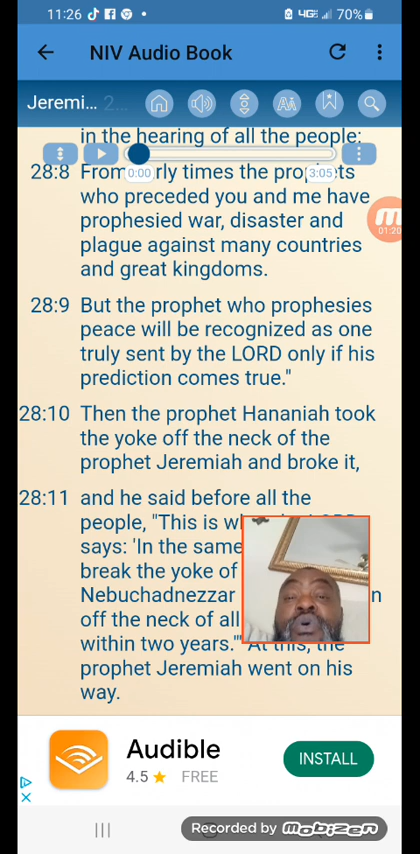 11:26 4G 70%
NIV Audio Book
Jeremi... 2...
in the hearing of all the people:
0:00 3:05
28:8 From rly times the prophets
who preceded you and me have
prophesied war, disaster and
01:20
plague against many countries
and great kingdoms.
28:9 But the prophet who prophesies
peace will be recognized as one
truly sent by the LORD only if his
prediction comes true."
28:10 Then the prophet Hananiah took
the yoke off the neck of the
prophet Jeremiah and broke it,
28:11 and he said before all the
people, "This is
says: 'In the same
break the yoke of
Nebuchadnezzar n
off the neck of all
within two years.'" At this, the
prophet Jeremiah went on his
way.
Audible
4.5 ★ FREE
INSTALL
Recorded by mobizen